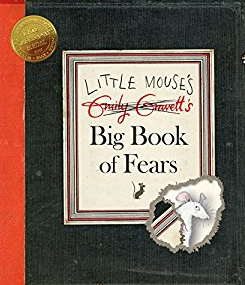 LITTLE MOUSE'S
Emily Gravett's
Big Book
of Fears